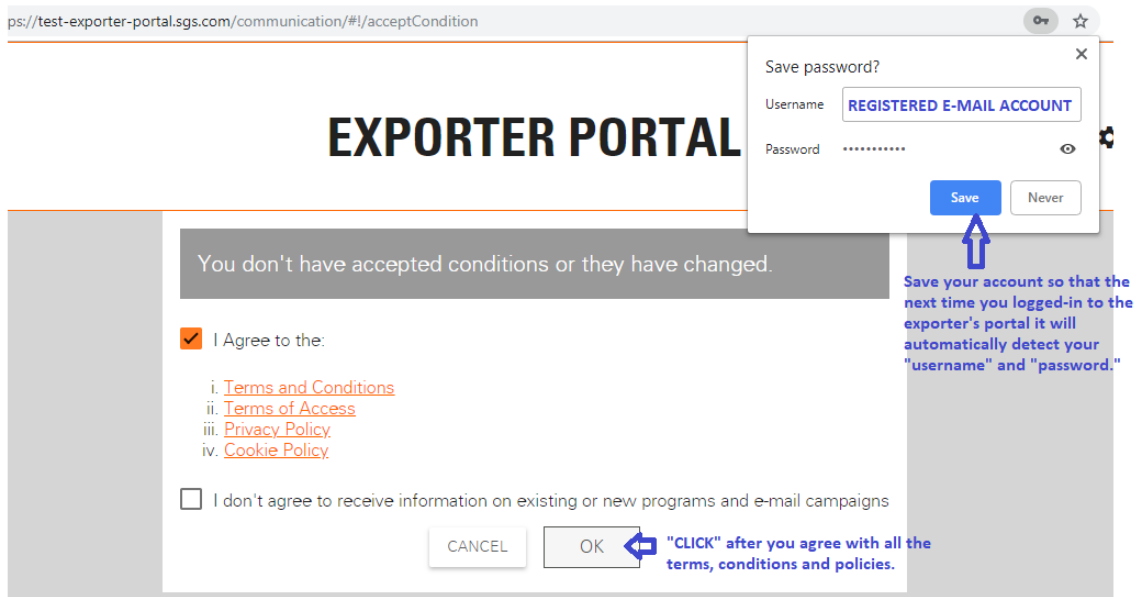 ps://test-exporter-portal.sgs.com/communication/#!/acceptCondition
Save password?
Username
REGISTERED E-MAIL ACCOUNT
Password
•••••••••••
Save
Never
EXPORTER PORTAL
You don't have accepted conditions or they have changed.
Save your account so that the
next time you logged-in to the
exporter's portal it will
automatically detect your
"username" and "password."
I Agree to the:
i. Terms and Conditions
ii. Terms of Access
iii. Privacy Policy
iv. Cookie Policy
I don't agree to receive information on existing or new programs and e-mail campaigns
CANCEL
OK
"CLICK" after you agree with all the
terms, conditions and policies.